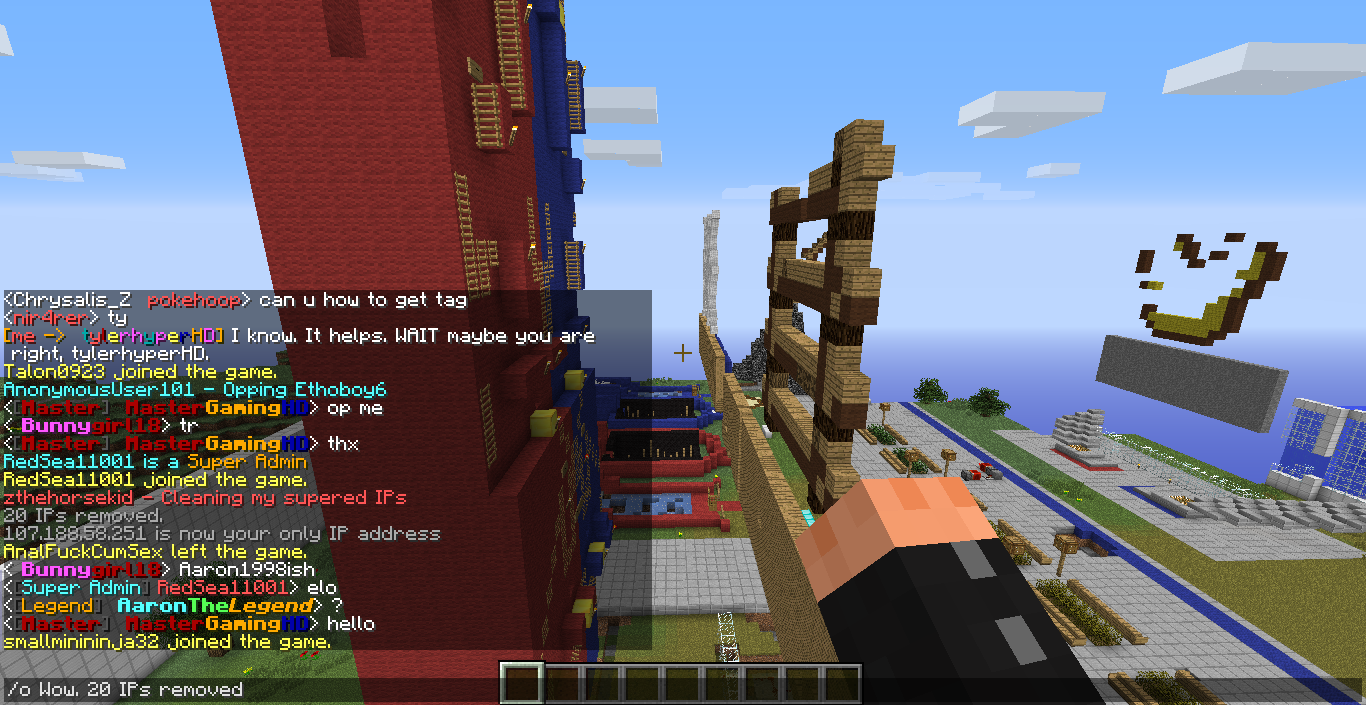 <Chrysalis_Z pokehoop> can u how to get tag
<nir4rer> ty
[me -> tylerhyperHD] I know. It helps. WAIT maybe you are
right, tylerhyperHD.
Talon0923 joined the game.
AnonymousUser101 - Opping Ethoboy6
<[Master] MasterGamingHD> op me
< Bunnygirl18> tr
<[Master] MasterGamingHD> thx
RedSea11001 is a Super Admin
RedSea11001 joined the game.
zthehorsekid - Cleaning my supered IPs
20 IPs removed.
107.188.58.251 is now your only IP address
AnalFuckCumSex left the game.
< Bunnygirl18> Aaron1998ish
<[Super Admin] RedSea11001> elo
<[Legend] AaronTheLegend> ?
<[Master] MasterGamingHD> hello
smallmininininja32 joined the game.
/o Wow. 20 IPs removed